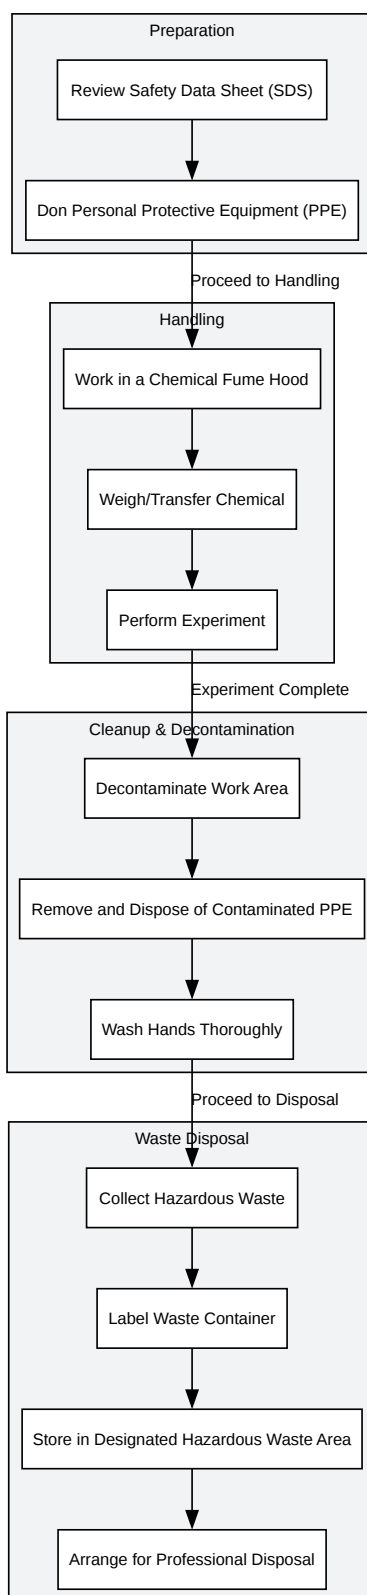 Preparation
Review Safety Data Sheet (SDS)
Don Personal Protective Equipment (PPE)
Proceed to Handling
Handling
Work in a Chemical Fume Hood
Weigh/Transfer Chemical
Perform Experiment
Experiment Complete
Cleanup & Decontamination
Decontaminate Work Area
Remove and Dispose of Contaminated PPE
Wash Hands Thoroughly
Proceed to Disposal
Waste Disposal
Collect Hazardous Waste
Label Waste Container
Store in Designated Hazardous Waste Area
Arrange for Professional Disposal